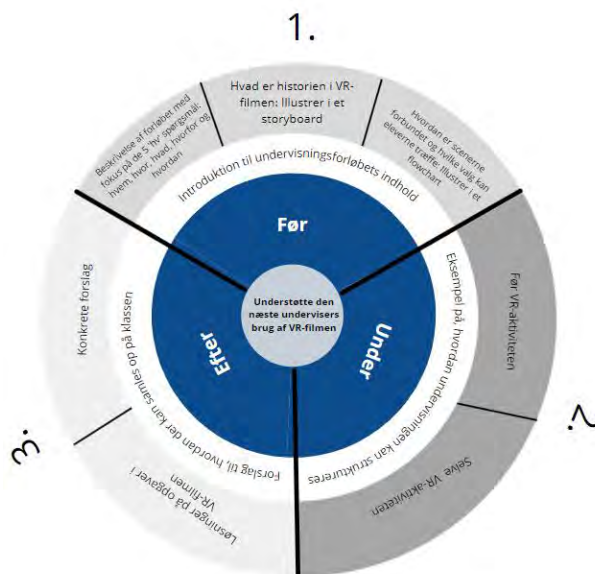 1.
Beskrivelse af forløbet med
fokus på de 5 'hv' spørgsmål:
hvem, hvor, hvad, hvorfor og
hvordan
Hvad er historien i VR-
filmen: Illustrer i et
storyboard
Hvordan er scenerne
forbundet og hvilke valg kan
eleverne træffe: Illustrer i et
flowchart
Introduktion til undervisningsforløbets indhold
Før
Understøtte den
næste undervisers
brug af VR-filmen
2.
Under
Eksempel på, hvordan undervisningen kan struktureres
Før VR-aktiviteten
Selve VR-aktiviteten
3.
Efter
Forslag til, hvordan der kan samles op på klassen
Løsninger på opgaver i
VR-filmen
Konkrete forslag